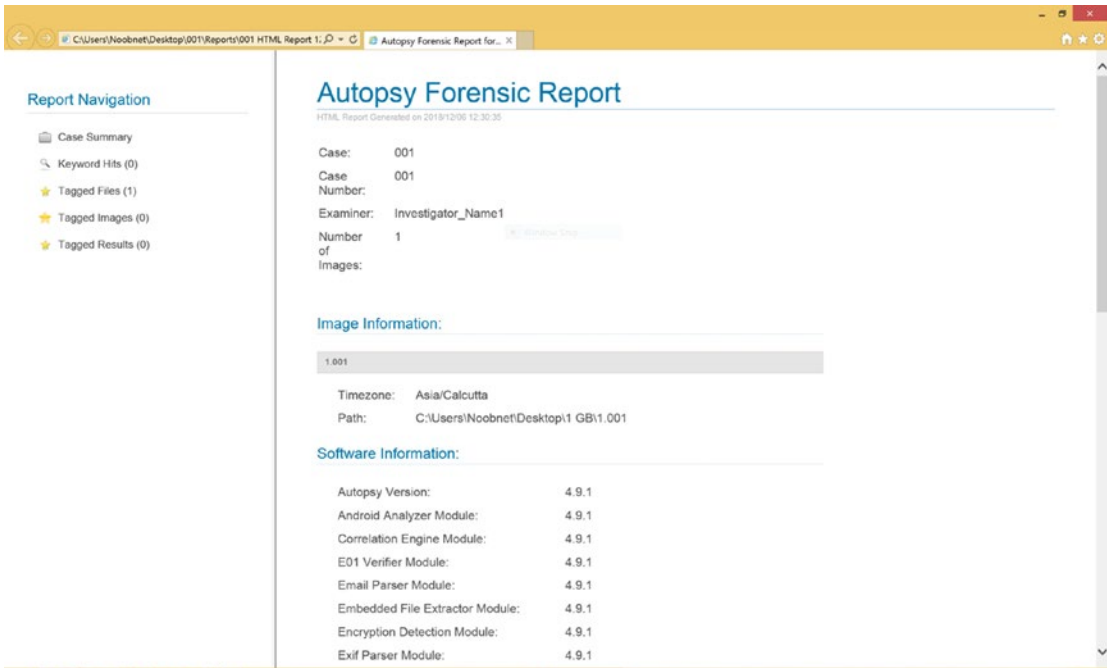 C:\Users\Noobnet\Desktop\001\Reports\001 HTML Report 1
Autopsy Forensic Report for...
Report Navigation
Case Summary
Keyword Hits (0)
Tagged Files (1)
Tagged Images (0)
Tagged Results (0)
Autopsy Forensic Report
HTML Report Generated on 2018/12/06 12:30:35
Case: 001
Case Number: 001
Examiner: Investigator_Name1
Number of Images: 1
Image Information:
1.001
Timezone: Asia/Calcutta
Path: C:\Users\Noobnet\Desktop\1 GB\1.001
Software Information:
Autopsy Version: 4.9.1
Android Analyzer Module: 4.9.1
Correlation Engine Module: 4.9.1
E01 Verifier Module: 4.9.1
Email Parser Module: 4.9.1
Embedded File Extractor Module: 4.9.1
Encryption Detection Module: 4.9.1
Exif Parser Module: 4.9.1